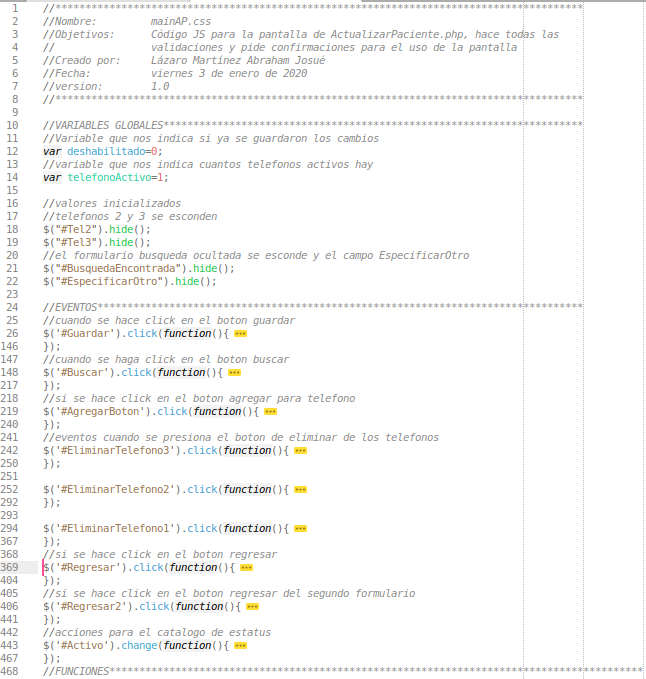 1 //****************************************************************************************
2 //Nombre:         mainAP.css
3 //Objetivos:      Código JS para la pantalla de ActualizarPaciente.php, hace todas las
4 //                validaciones y pide confirmaciones para el uso de la pantalla
5 //Creado por:     Lázaro Martínez Abraham Josué
6 //Fecha:          viernes 3 de enero de 2020
7 //version:        1.0
8 //****************************************************************************************
9
10 //VARIABLES GLOBALES**********************************************************************
11 //Variable que nos indica si ya se guardaron los cambios
12 var deshabilitado=0;
13 //variable que nos indica cuantos telefonos activos hay
14 var telefonoActivo=1;
15
16 //valores inicializados
17 //telefonos 2 y 3 se esconden
18 $("#Tel2").hide();
19 $("#Tel3").hide();
20 //el formulario busqueda ocultada se esconde y el campo EspecificarOtro
21 $("#BusquedaEncontrada").hide();
22 $("#EspecificarOtro").hide();
23
24 //EVENTOS*********************************************************************************
25 //cuando se hace click en el boton guardar
26 $('#Guardar').click(function(){ ···
146 });
147 //cuando se haga click en el boton buscar
148 $('#Buscar').click(function(){ ···
217 });
218 //si se hace click en el boton agregar para telefono
219 $('#AgregarBoton').click(function(){ ···
240 });
241 //eventos cuando se presiona el boton de eliminar de los telefonos
242 $('#EliminarTelefono3').click(function(){ ···
250 });
251
252 $('#EliminarTelefono2').click(function(){ ···
292 });
293
294 $('#EliminarTelefono1').click(function(){ ···
367 });
368 //si se hace click en el boton regresar
369 $('#Regresar').click(function(){ ···
404 });
405 //si se hace click en el boton regresar del segundo formulario
406 $('#Regresar2').click(function(){ ···
441 });
442 //acciones para el catalogo de estatus
443 $('#Activo').change(function(){ ···
467 });
468 //FUNCIONES*****************************************************************************************